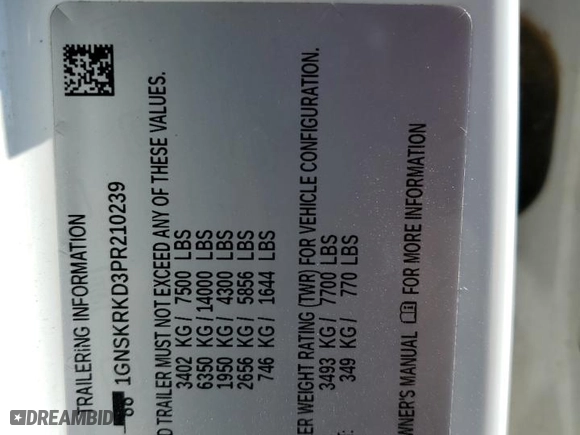 TRAILERING INFORMATION
1GNSKRKD3PR210239
D TRAILER MUST NOT EXCEED ANY OF THESE VALUES.
3402 KG / 7500 LBS
6350 KG / 14000 LBS
1950 KG / 4300 LBS
2656 KG / 5856 LBS
746 KG / 1644 LBS
ER WEIGHT RATING (TWR) FOR VEHICLE CONFIGURATION.
3493 KG / 7700 LBS
349 KG / 770 LBS
WNER'S MANUAL FOR MORE INFORMATION
DREAMBID